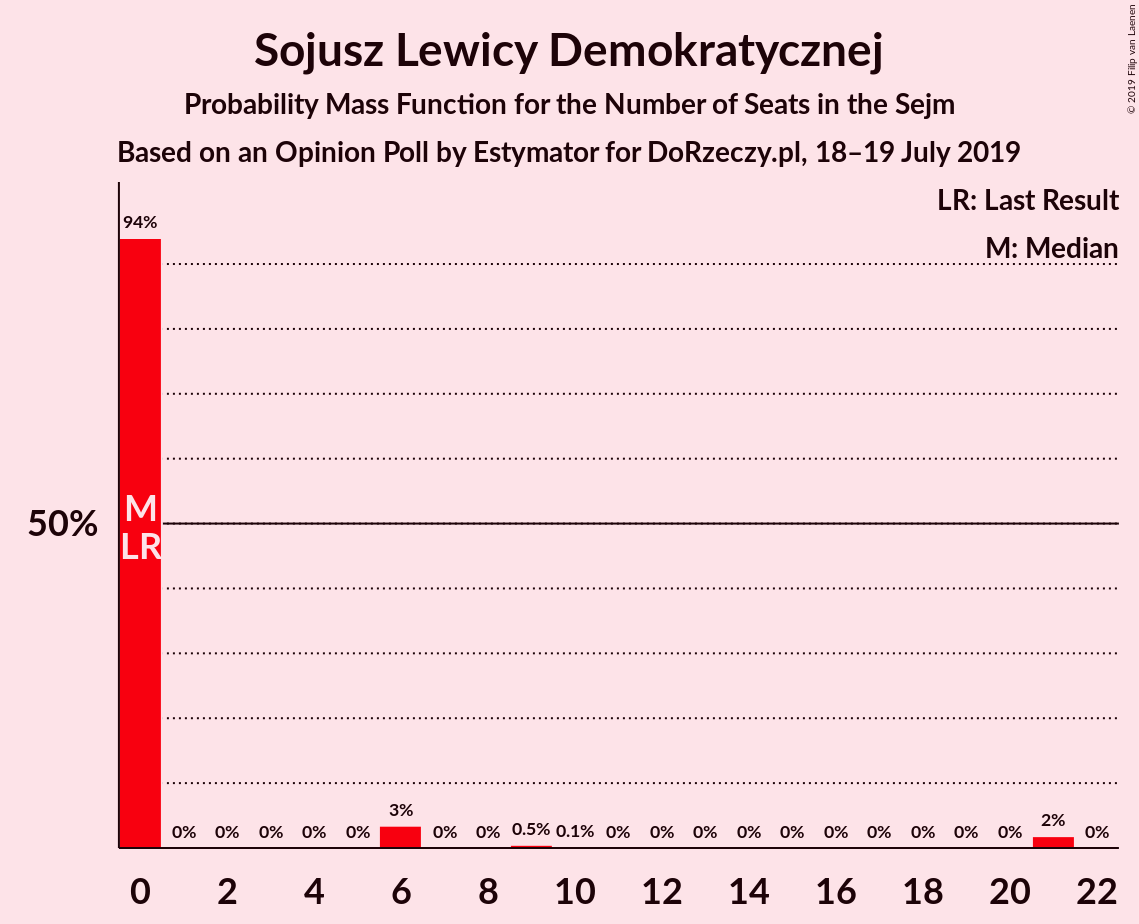 Sojusz Lewicy Demokratycznej
Probability Mass Function for the Number of Seats in the Sejm
Based on an Opinion Poll by Estymator for DoRzeczy.pl, 18–19 July 2019
© 2019 Filip van Laenen
LR: Last Result
M: Median
94%
M
50%
LR
3%
0% 0% 0% 0% 0% 0% 0% 0.5% 0.1% 0% 0% 0% 0% 0% 0% 0% 0% 0% 0% 2% 0%
0 2 4 6 8 10 12 14 16 18 20 22